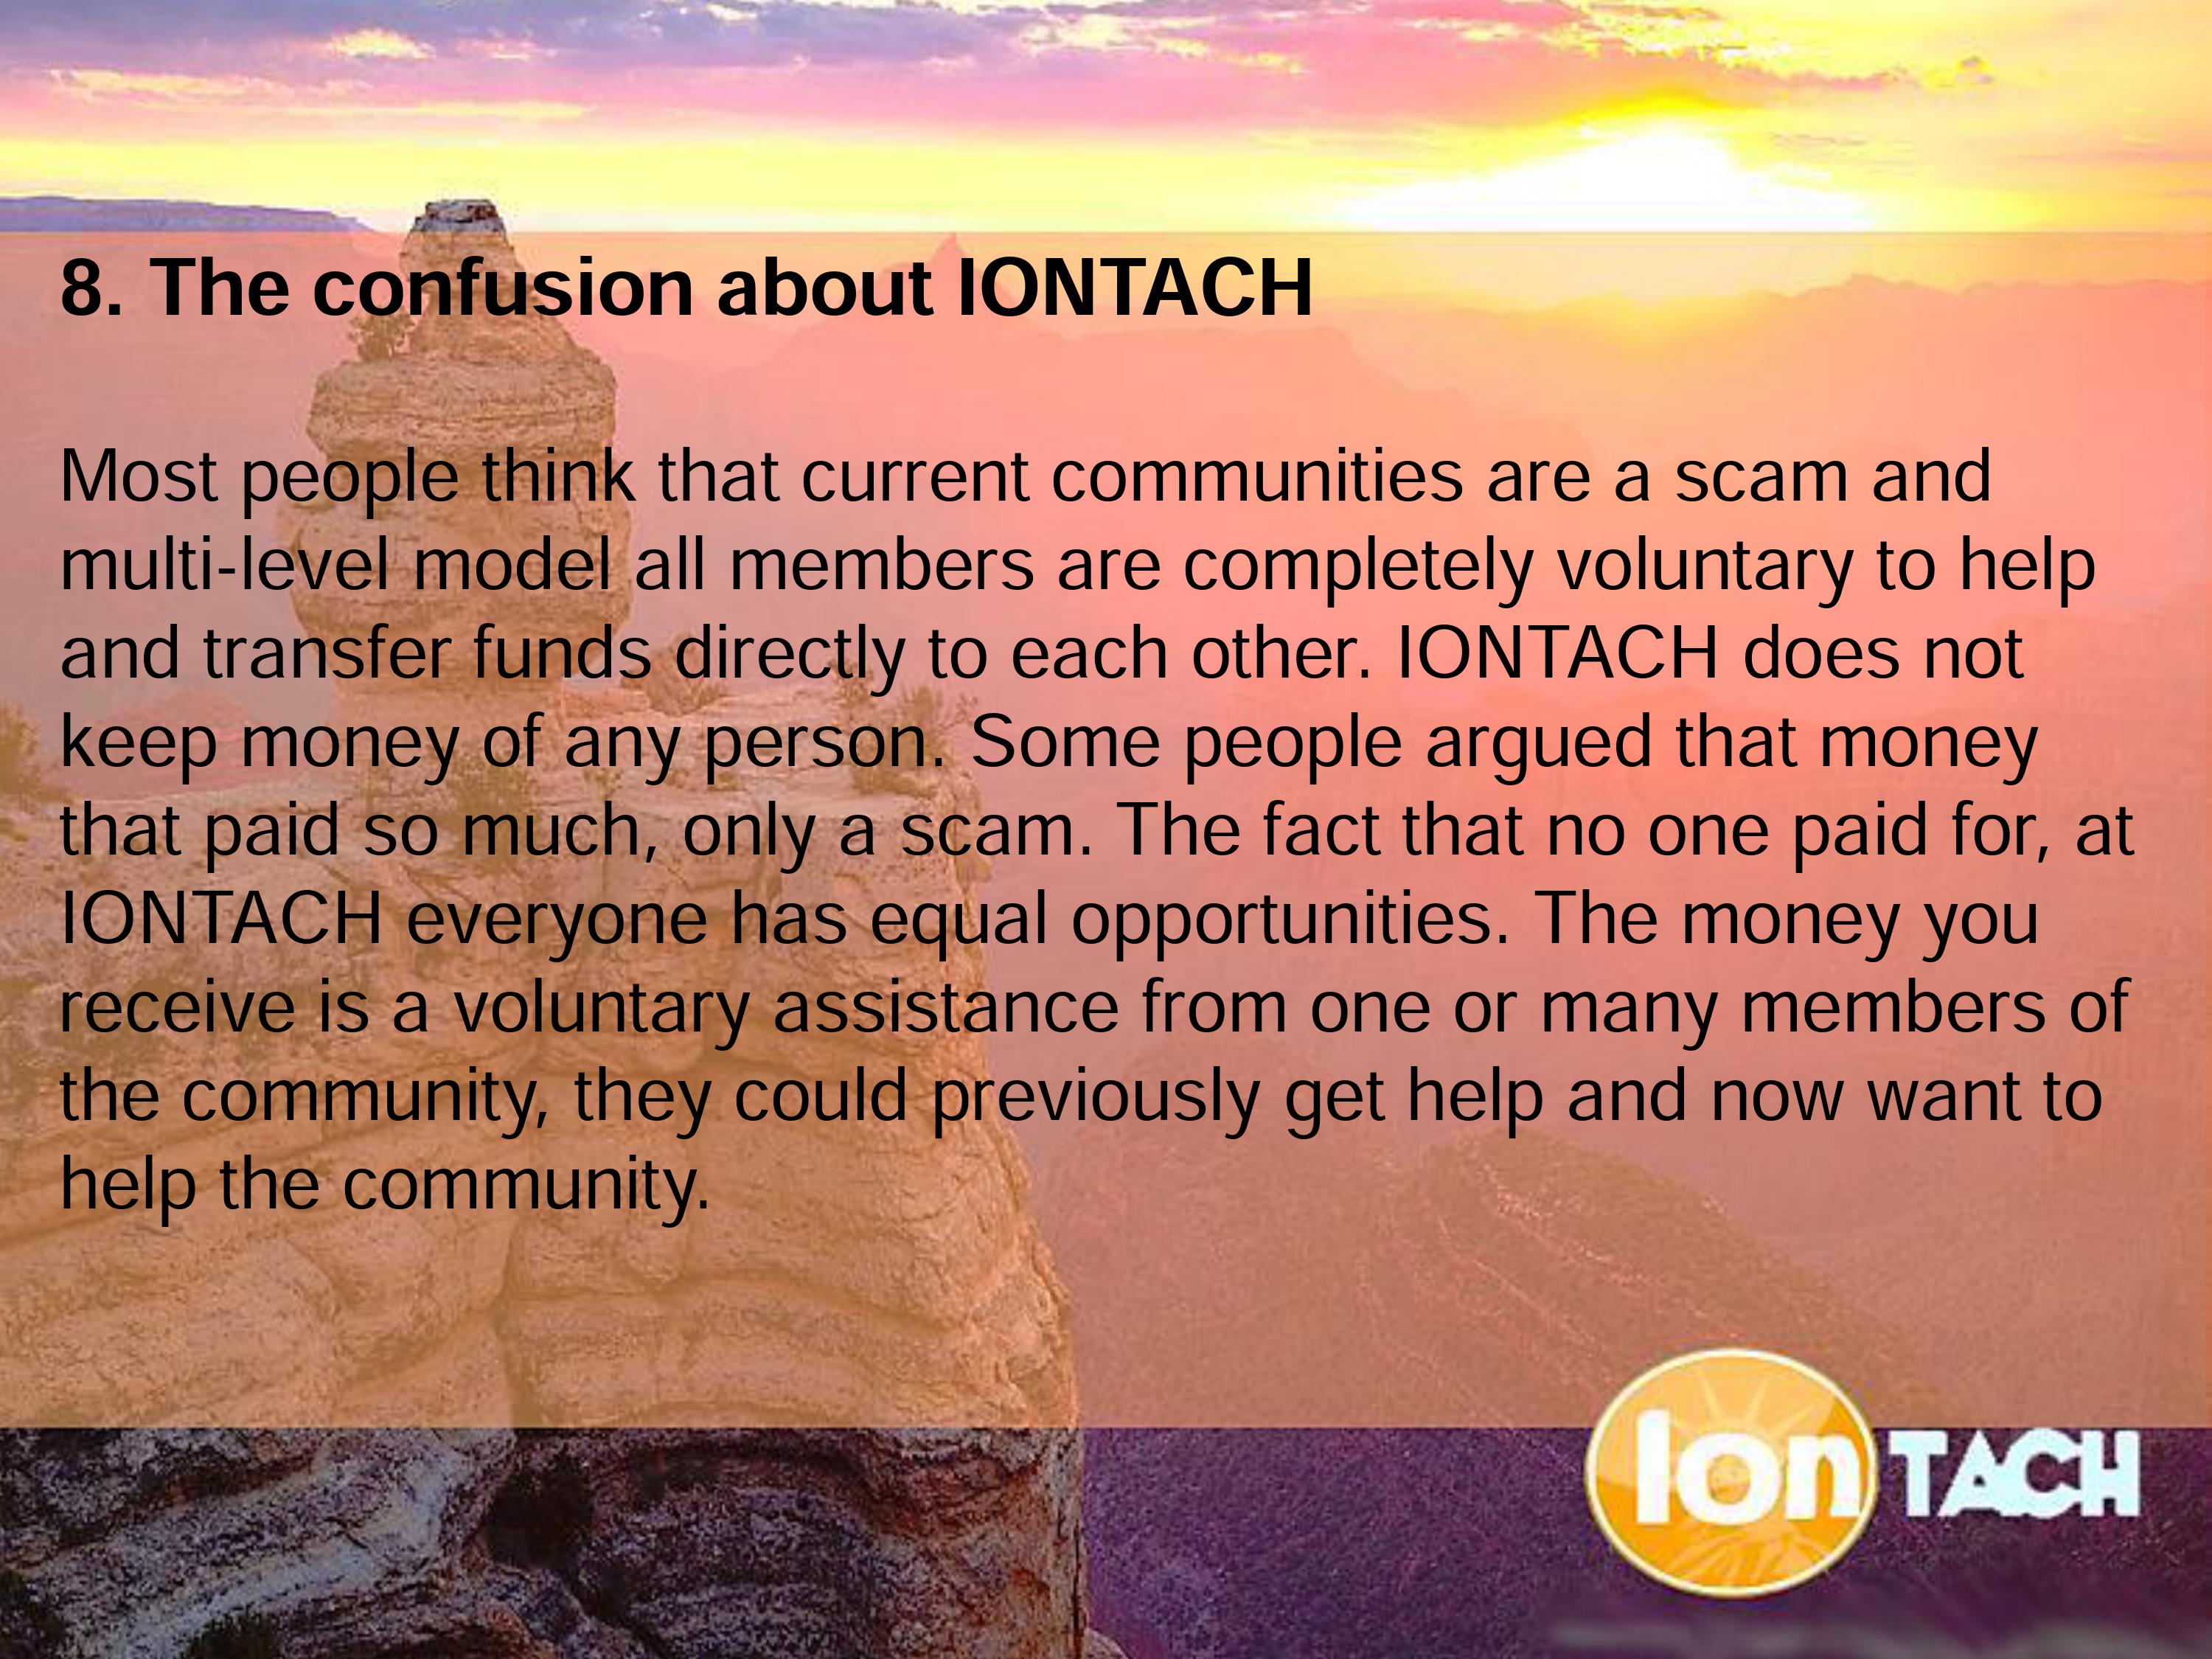 8. The confusion about IONTACH
Most people think that current communities are a scam and
multi-level model all members are completely voluntary to help
and transfer funds directly to each other. IONTACH does not
keep money of any person. Some people argued that money
that paid so much, only a scam. The fact that no one paid for, at
IONTACH everyone has equal opportunities. The money you
receive is a voluntary assistance from one or many members of
the community, they could previously get help and now want to
help the community.
Ion TACH